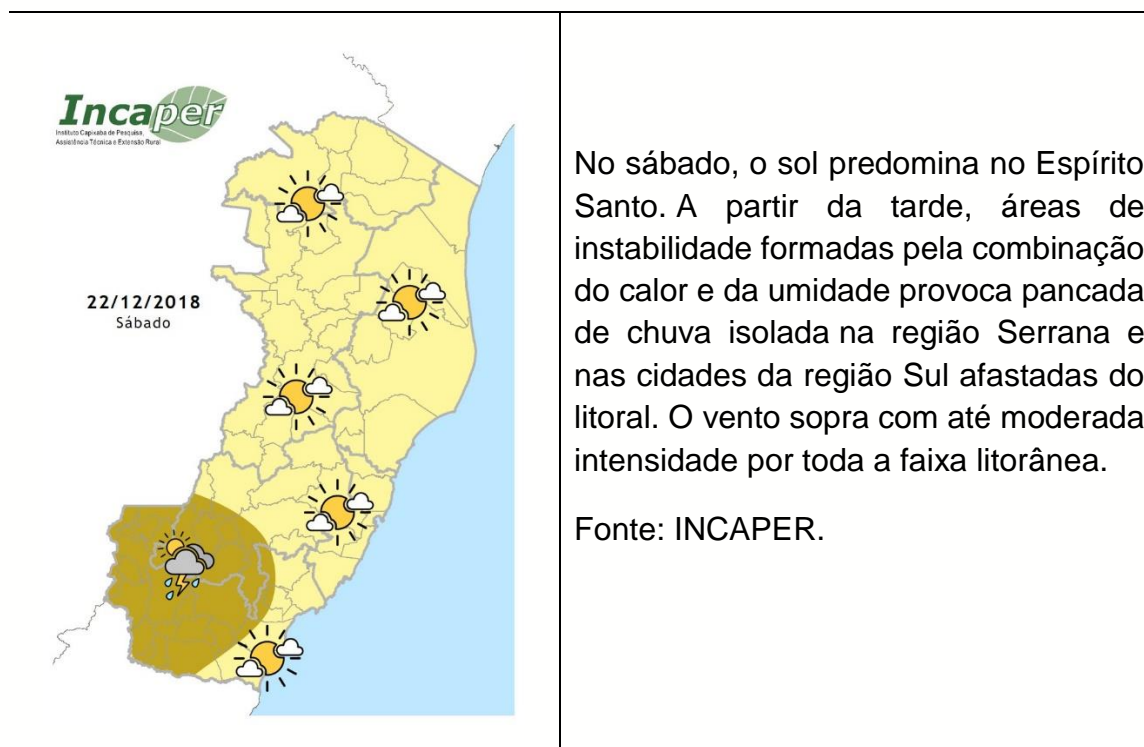 Incaper
Instituto Capixaba de Pesquisa,
Assistência Técnica e Extensão Rural
22/12/2018
Sábado
No sábado, o sol predomina no Espírito
Santo. A partir da tarde, áreas de
instabilidade formadas pela combinação
do calor e da umidade provoca pancada
de chuva isolada na região Serrana e
nas cidades da região Sul afastadas do
litoral. O vento sopra com até moderada
intensidade por toda a faixa litorânea.
Fonte: INCAPER.